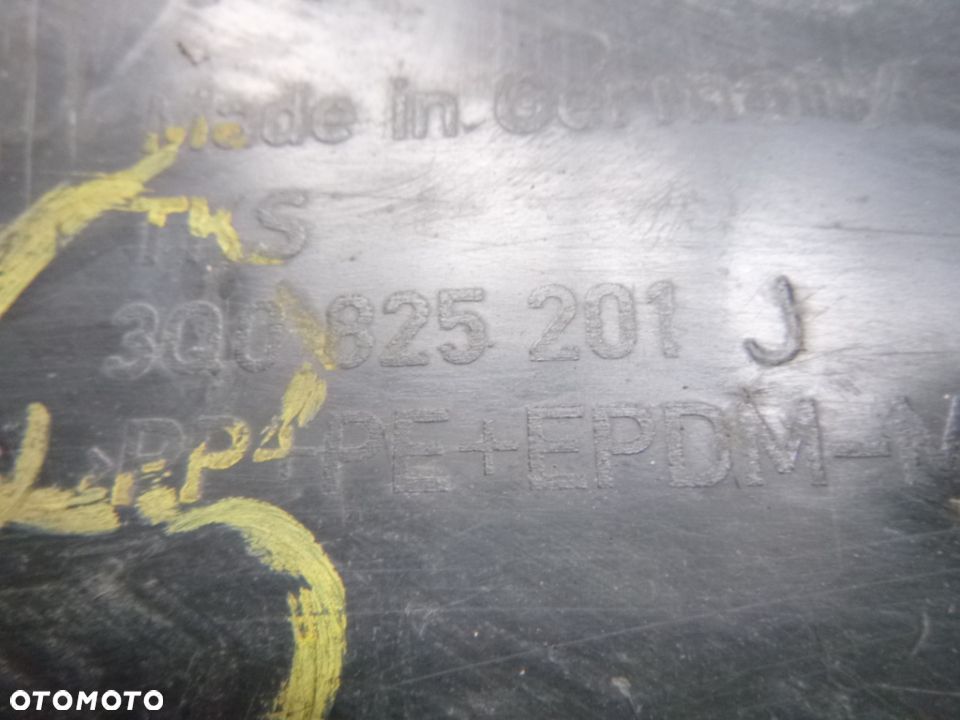 Made in Germany
3Q0 825 201 J
>PP+PE+EPDM-
OTOMOTO